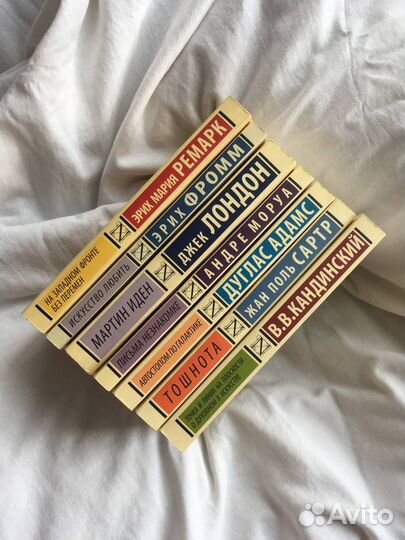 ЭРИХ МАРИЯ РЕМАРК
НА ЗАПАДНОМ ФРОНТЕ
БЕЗ ПЕРЕМЕН
ЭРИХ ФРОММ
ИСКУССТВО ЛЮБИТЬ
ДЖЕК ЛОНДОН
МАРТИН ИДЕН
АНДРЕ МОРУА
ПИСЬМА НЕЗНАКОМКЕ
ДУГЛАС АДАМС
АВТОСТОПОМ ПО ГАЛАКТИКЕ
ЖАН ПОЛЬ САРТР
ТОШНОТА
В.В.КАНДИНСКИЙ
ТОЧКА И ЛИНИЯ НА ПЛОСКОСТИ
О ДУХОВНОМ В ИСКУССТВЕ
Avito